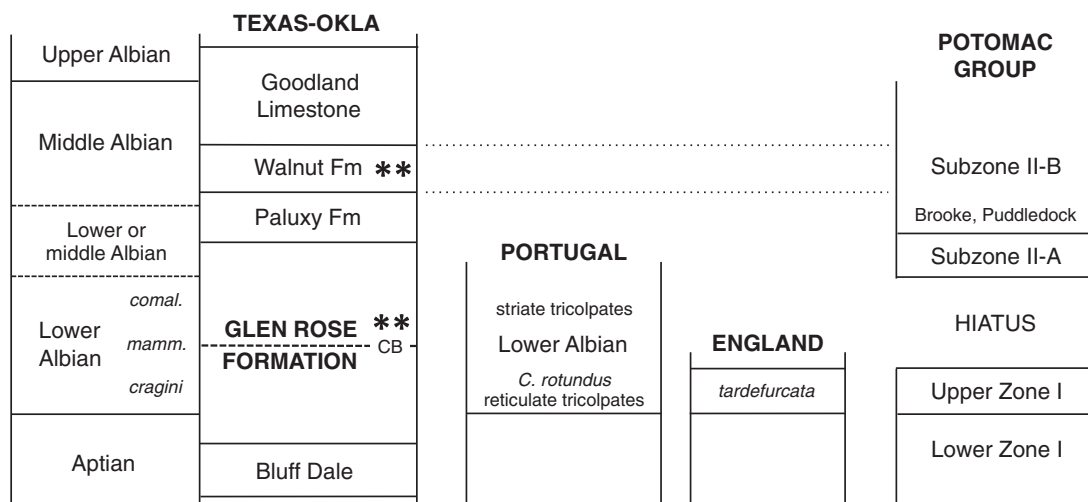 TEXAS-OKLA
Upper Albian
Middle Albian
Lower or
middle Albian
comal.
Lower
Albian
mamm.
cragini
Aptian
Goodland
Limestone
Walnut Fm **
Paluxy Fm
**
GLEN ROSE
CB
FORMATION
Bluff Dale
PORTUGAL
striate tricolpates
Lower Albian
C. rotundus
reticulate tricolpates
ENGLAND
tardefurcata
POTOMAC
GROUP
Subzone II-B
Brooke, Puddledock
Subzone II-A
HIATUS
Upper Zone I
Lower Zone I